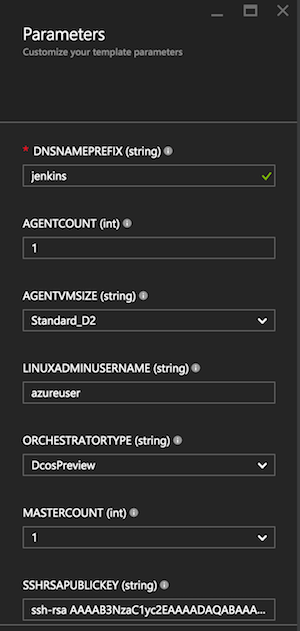 Parameters
Customize your template parameters
* DNSNAMEPREFIX (string)
jenkins
AGENTCOUNT (int)
1
AGENTVMSIZE (string)
Standard_D2
LINUXADMINUSERNAME (string)
azureuser
ORCHESTRATORTYPE (string)
DcosPreview
MASTERCOUNT (int)
1
SSHRSAPUBLICKEY (string)
ssh-rsa AAAAB3NzaC1yc2EAAAADAQABAAA...